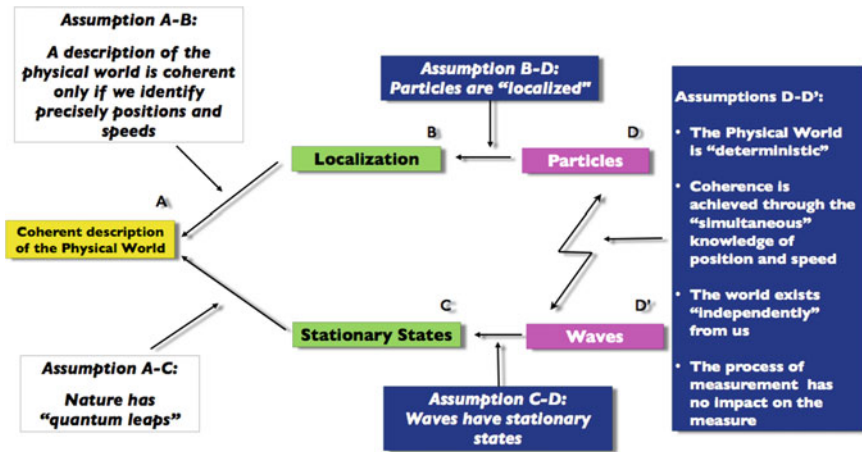 Assumption A-B:
A description of the
physical world is coherent
only if we identify
precisely positions and
speeds
Assumption B-D:
Particles are “localized”
B
Localization
D
Particles
A
Coherent description
of the Physical World
C
Stationary States
D’
Waves
Assumption A-C:
Nature has
“quantum leaps”
Assumption C-D:
Waves have stationary
states
Assumptions D-D’:
• The Physical World
is “deterministic”
• Coherence is
achieved through the
“simultaneous”
knowledge of
position and speed
• The world exists
“independently”
from us
• The process of
measurement has
no impact on the
measure